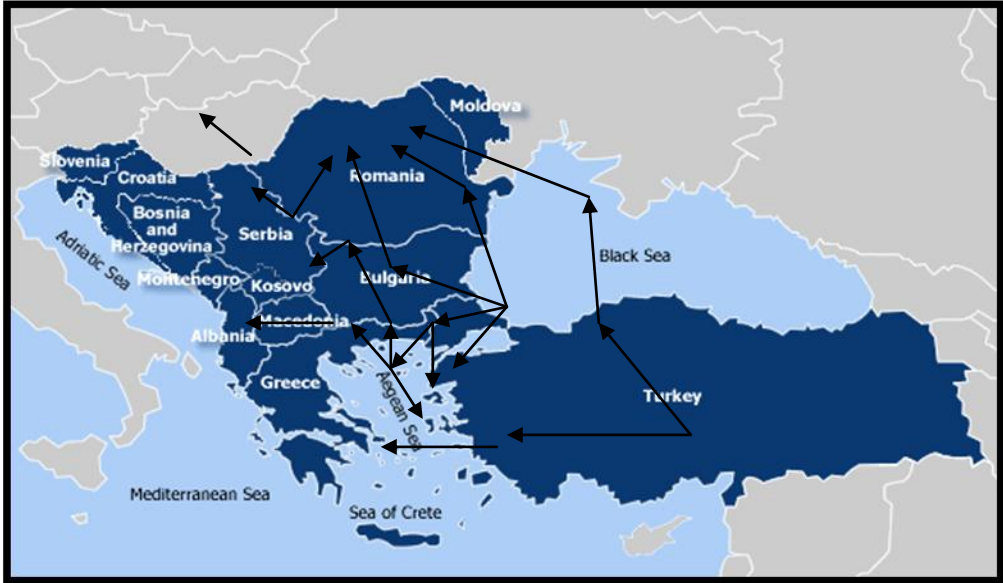 Moldova
Slovenia
Croatia
Romania
Bosnia
and
Herzegovina
Serbia
Adriatic Sea
Black Sea
Montenegro
Kosovo
Bulgaria
Macedonia
Albania
Greece
Aegean Sea
Turkey
Mediterranean Sea
Sea of Crete